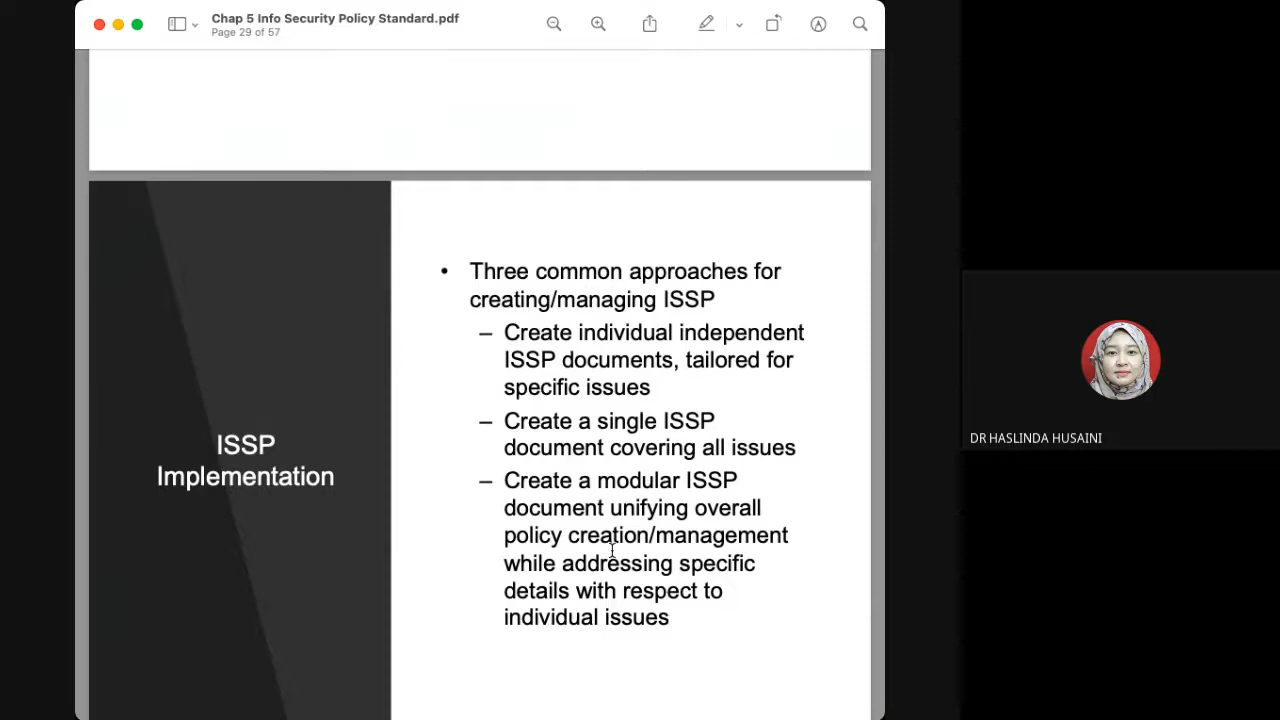 Chap 5 Info Security Policy Standard.pdf
Page 29 of 57
ISSP
Implementation
• Three common approaches for
creating/managing ISSP
– Create individual independent
ISSP documents, tailored for
specific issues
– Create a single ISSP
document covering all issues
– Create a modular ISSP
document unifying overall
policy creation/management
while addressing specific
details with respect to
individual issues
DR HASLINDA HUSAINI